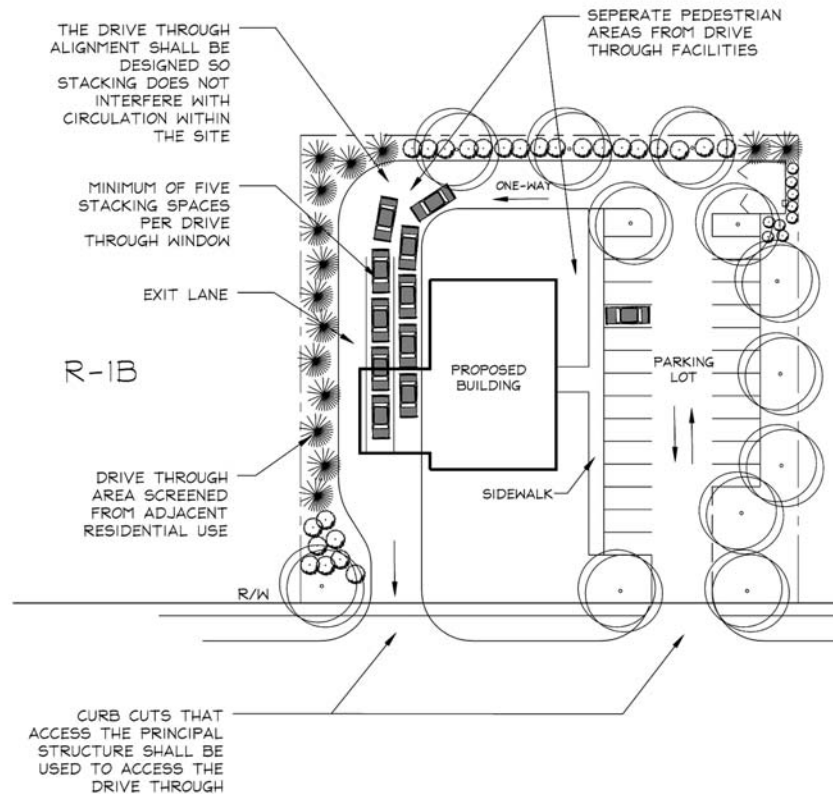 THE DRIVE THROUGH
ALIGNMENT SHALL BE
DESIGNED SO
STACKING DOES NOT
INTERFERE WITH
CIRCULATION WITHIN
THE SITE
SEPERATE PEDESTRIAN
AREAS FROM DRIVE
THROUGH FACILITIES
MINIMUM OF FIVE
STACKING SPACES
PER DRIVE
THROUGH WINDOW
ONE-WAY
EXIT LANE
R-1B
PROPOSED
BUILDING
PARKING
LOT
DRIVE THROUGH
AREA SCREENED
FROM ADJACENT
RESIDENTIAL USE
SIDEWALK
R/W
CURB CUTS THAT
ACCESS THE PRINCIPAL
STRUCTURE SHALL BE
USED TO ACCESS THE
DRIVE THROUGH